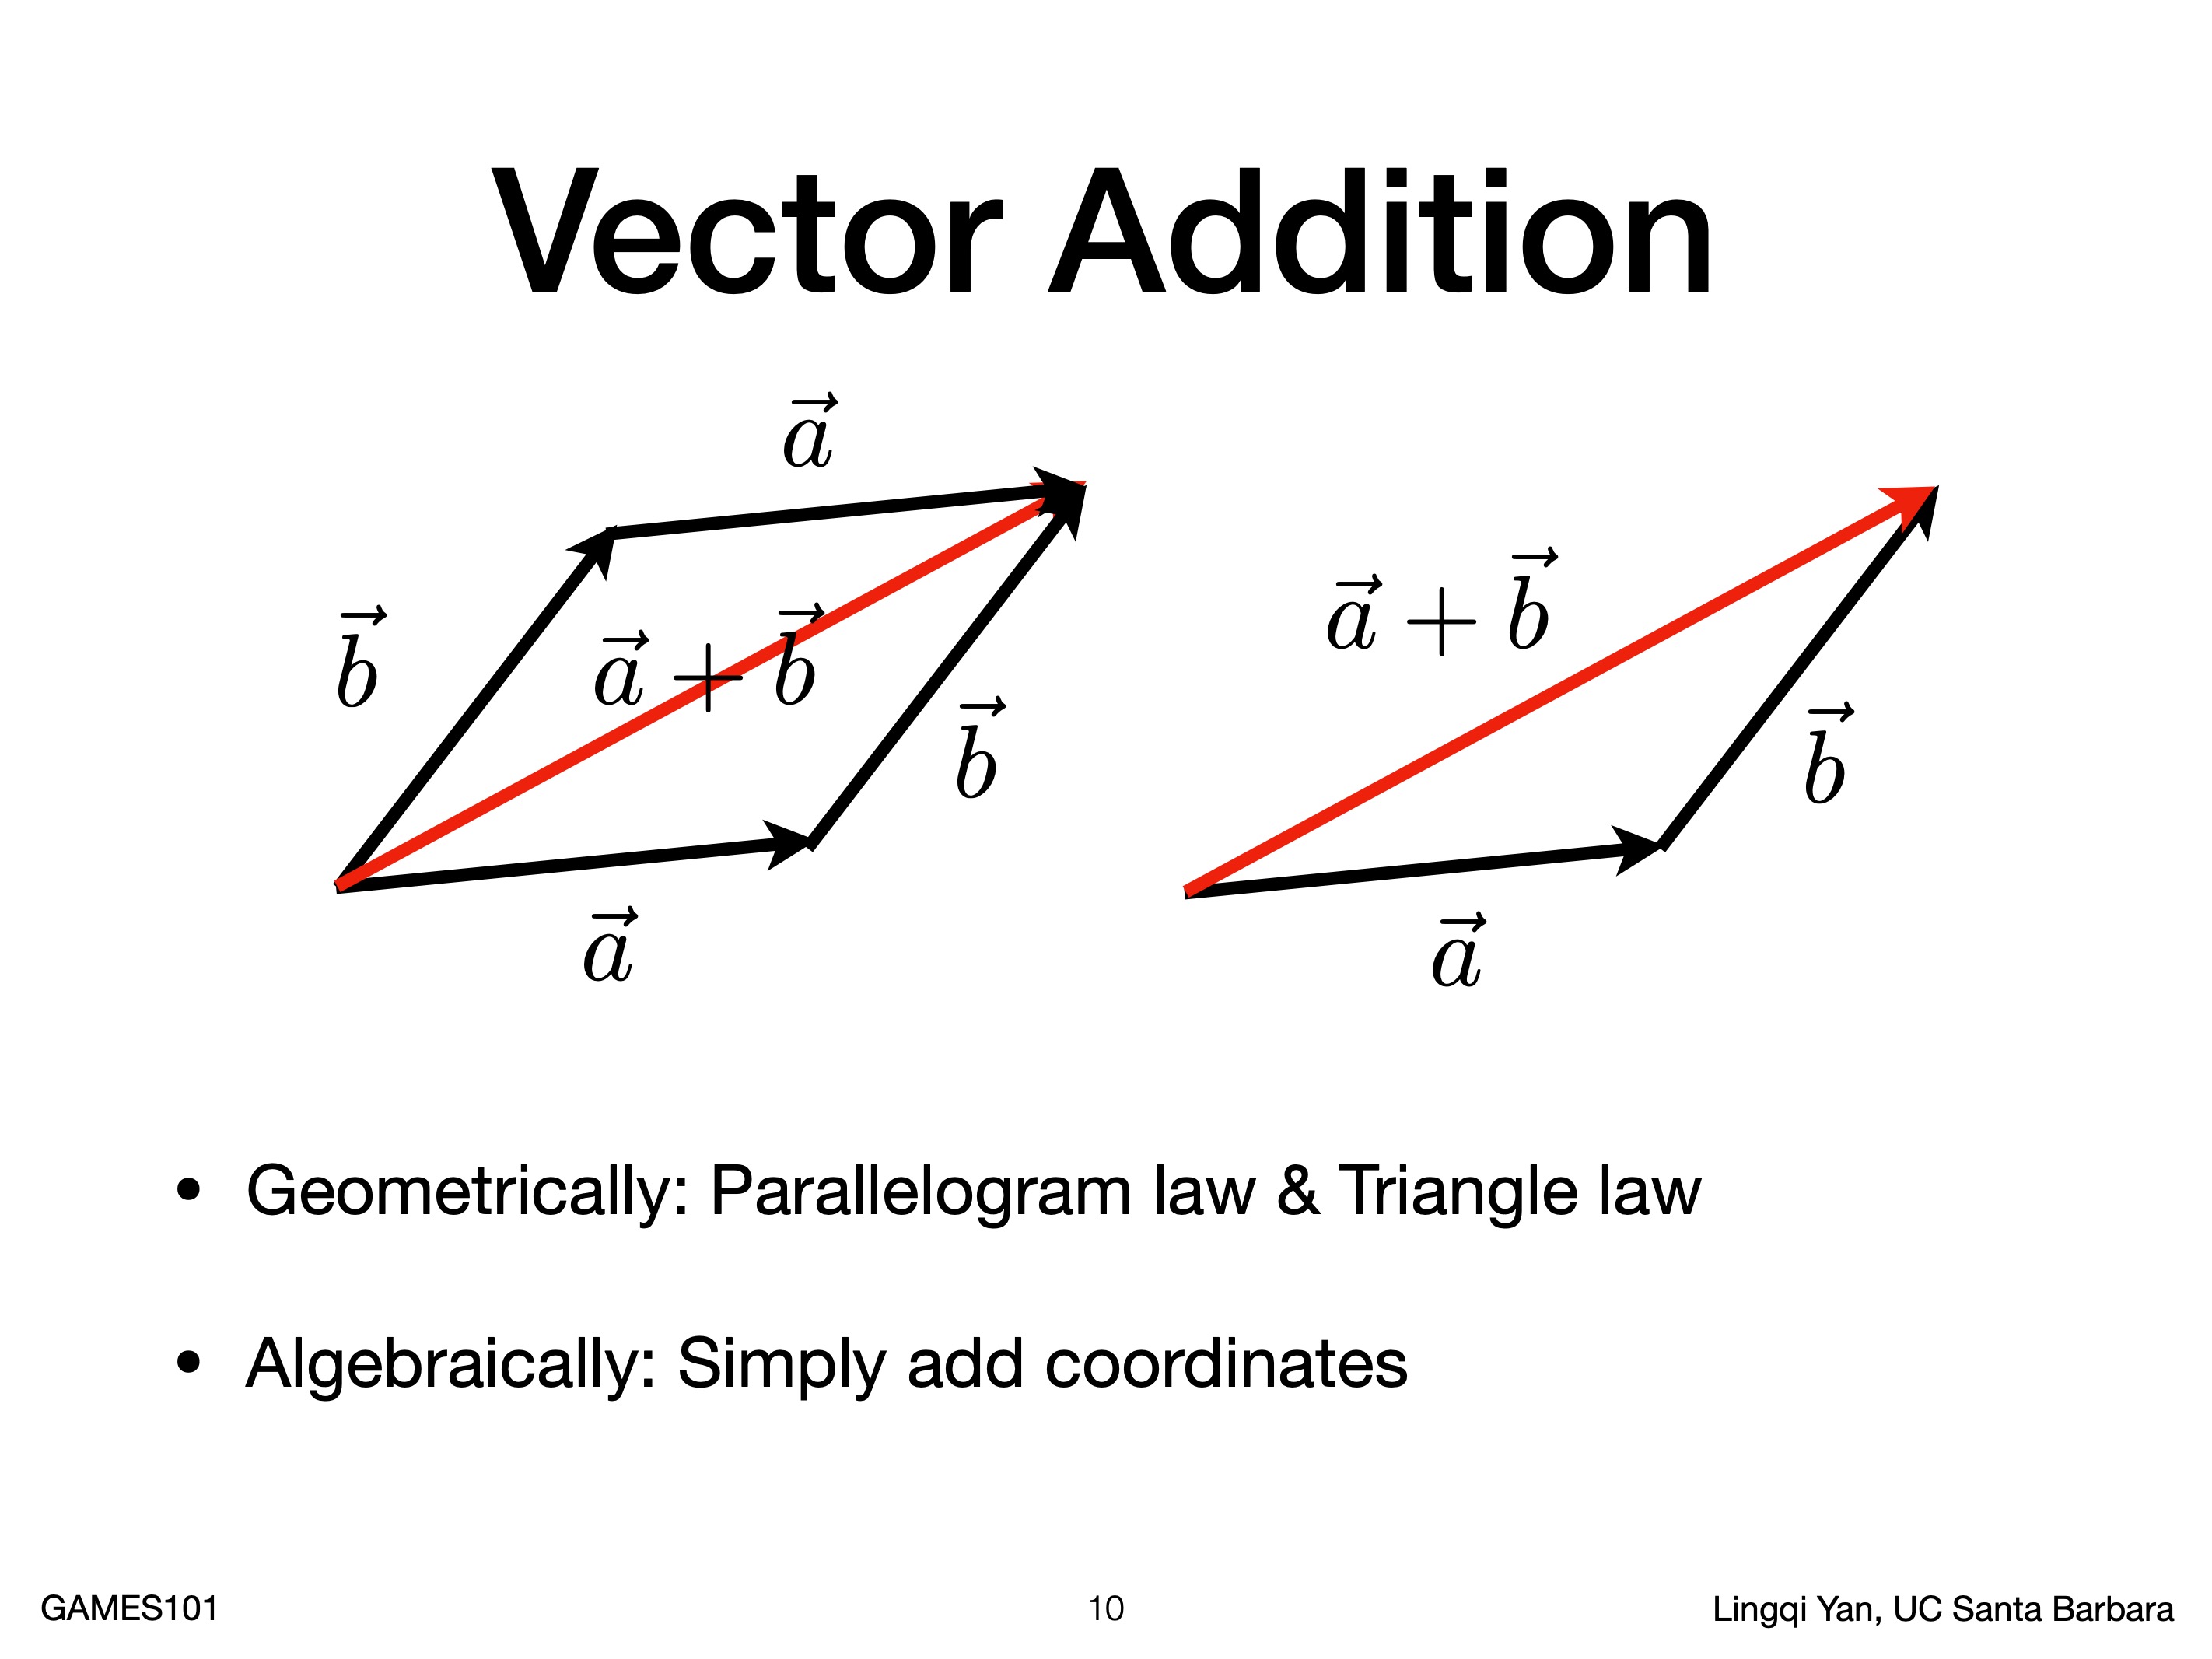 Vector Addition
$\vec{a}$
$\vec{b}$
$\vec{a} + \vec{b}$
$\vec{b}$
$\vec{a}$
$\vec{a} + \vec{b}$
$\vec{b}$
$\vec{a}$
• Geometrically: Parallelogram law & Triangle law
• Algebraically: Simply add coordinates
GAMES101
10
Lingqi Yan, UC Santa Barbara